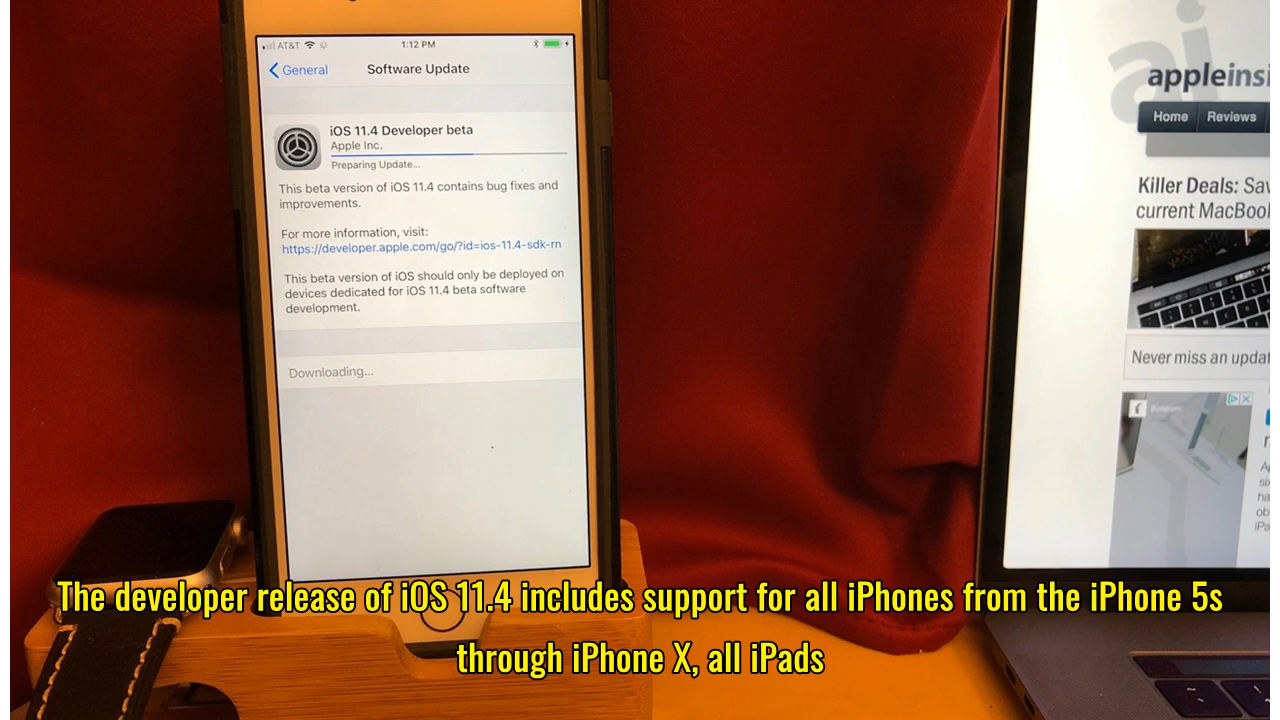 AT&T 1:12 PM
General Software Update
iOS 11.4 Developer beta
Apple Inc.
Preparing Update...
This beta version of iOS 11.4 contains bug fixes and
improvements.
For more information, visit:
https://developer.apple.com/go/?id=ios-11.4-sdk-rn
This beta version of iOS should only be deployed on
devices dedicated for iOS 11.4 beta software
development.
Downloading...
ai
appleinsi
Home Reviews
Killer Deals: Sav
current MacBook
Never miss an updat
The developer release of iOS 11.4 includes support for all iPhones from the iPhone 5s
through iPhone X, all iPads